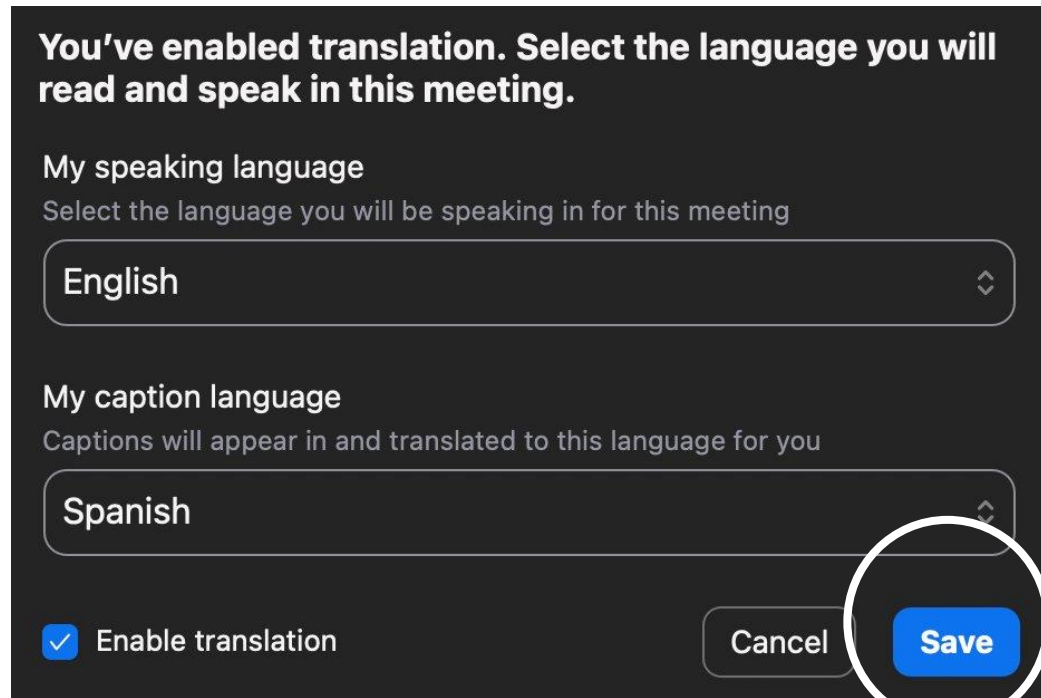 You’ve enabled translation. Select the language you will
read and speak in this meeting.
My speaking language
Select the language you will be speaking in for this meeting
English
My caption language
Captions will appear in and translated to this language for you
Spanish
Enable translation
Cancel
Save